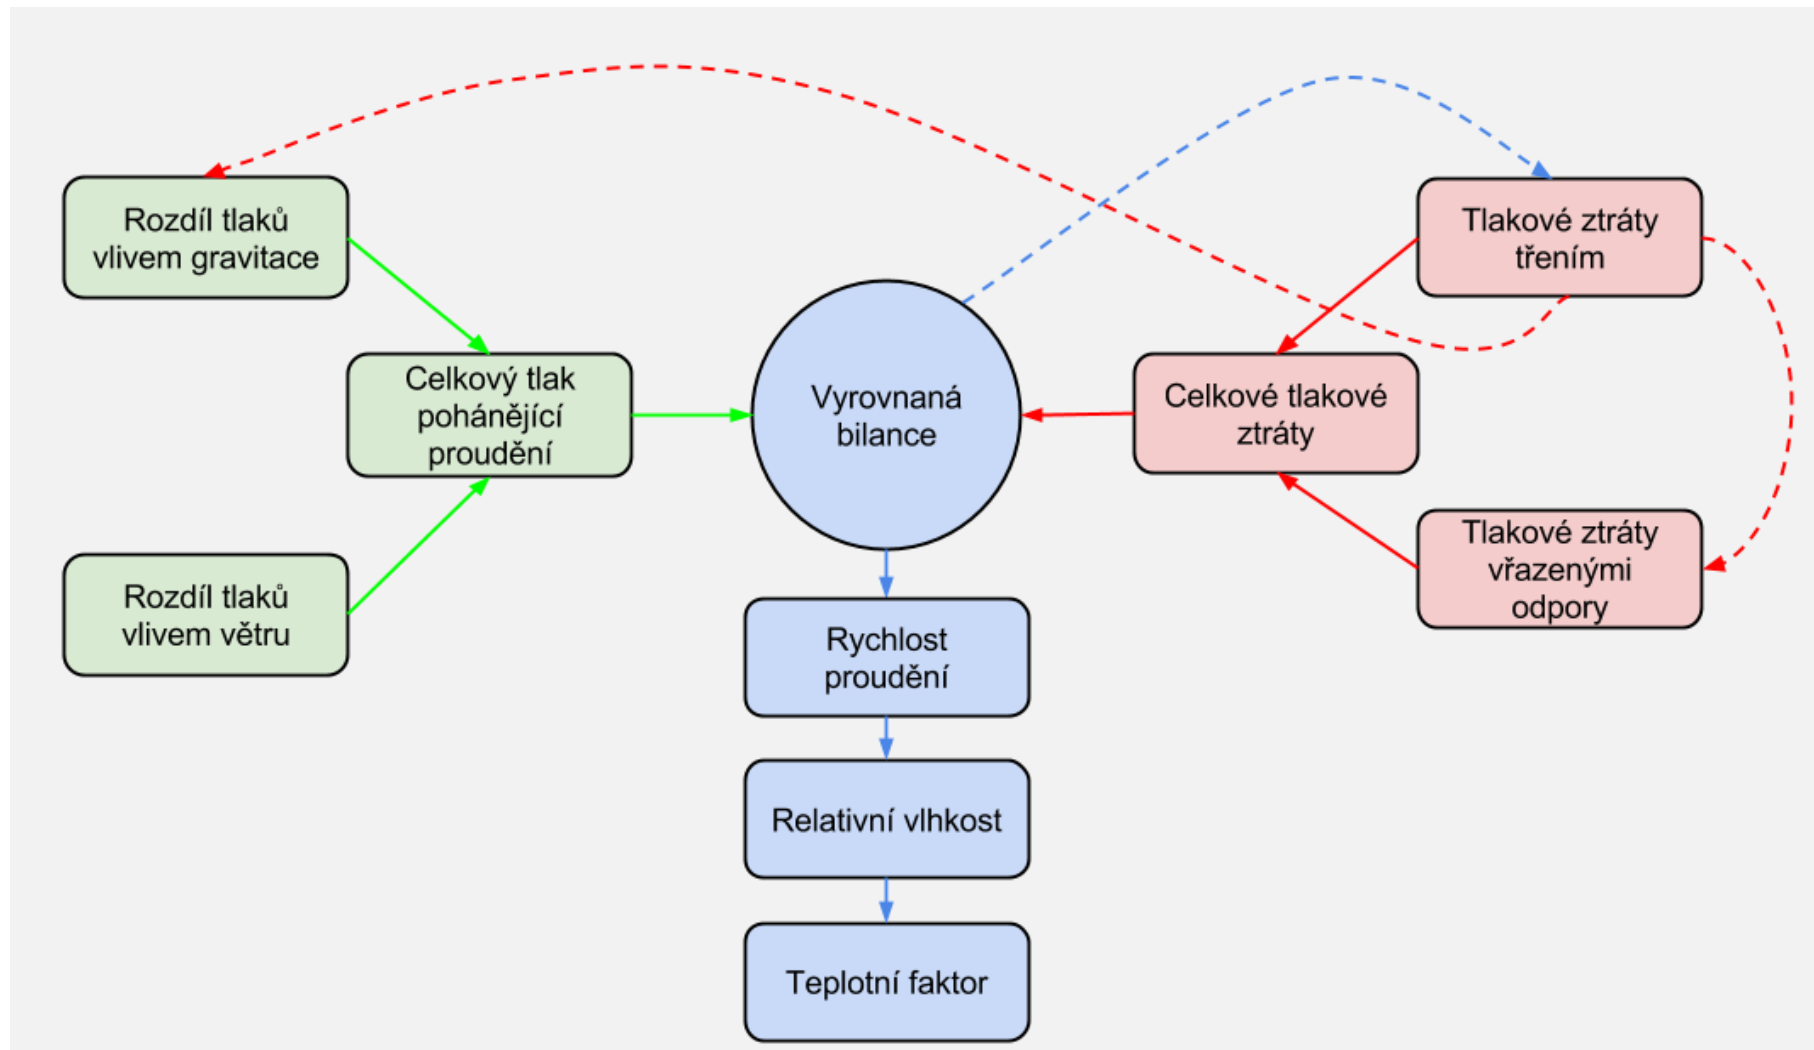 Rozdíl tlaků
vlivem gravitace
Tlakové ztráty
třením
Celkový tlak
pohánějící
proudění
Vyrovnaná
bilance
Celkové tlakové
ztráty
Rozdíl tlaků
vlivem větru
Tlakové ztráty
vřazenými
odpory
Rychlost
proudění
Relativní vlhkost
Teplotní faktor